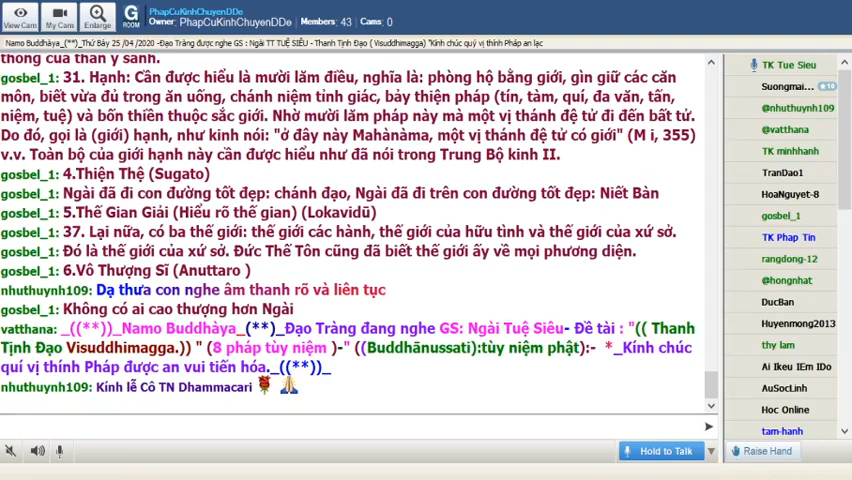 PhapCuKinhChuyenDDe
Owner: PhapCuKinhChuyenDDe Members: 43 Cams: 0
View Cam
My Cam
Enlarge
G
ROOM
Namo Buddhàya_(**)_Thứ Bảy 25 /04 /2020 -Đạo Tràng được nghe GS : Ngài TT TUỆ SIÊU - Thanh Tịnh Đạo ( Visuddhimagga) "Kính chúc quý vị thính Pháp an lạc
thông của thần y sành.
gosbel_1: 31. Hạnh: Cần được hiểu là mười lăm điều, nghĩa là: phòng hộ bằng giới, gìn giữ các căn
môn, biết vừa đủ trong ăn uống, chánh niệm tỉnh giác, bảy thiện pháp (tín, tàm, quí, đa văn, tấn,
niệm, tuệ) và bốn thiền thuộc sắc giới. Nhờ mười lăm pháp này mà một vị thánh đệ tử đi đến bất tử.
Do đó, gọi là (giới) hạnh, như kinh nói: "ở đây này Mahànàma, một vị thánh đệ tử có giới" (M i, 355)
v.v. Toàn bộ của giới hạnh này cần được hiểu như đã nói trong Trung Bộ kinh II.
gosbel_1: 4.Thiện Thệ (Sugato)
gosbel_1: Ngài đã đi con đường tốt đẹp: chánh đạo, Ngài đã đi trên con đường tốt đẹp: Niết Bàn
gosbel_1: 5.Thế Gian Giải (Hiểu rõ thế gian) (Lokavidū)
gosbel_1: 37. Lại nữa, có ba thế giới: thế giới các hành, thế giới của hữu tình và thế giới của xứ sở.
gosbel_1: Đó là thế giới của xứ sở. Đức Thế Tôn cũng đã biết thế giới ấy về mọi phương diện.
gosbel_1: 6.Vô Thượng Sĩ (Anuttaro )
nhuthuynh109: Dạ thưa con nghe âm thanh rõ và liên tục
gosbel_1: Không có ai cao thượng hơn Ngài
vatthana: _((**))_Namo Buddhàya_(**)_Đạo Tràng đang nghe GS: Ngài Tuệ Siêu- Đề tài : "(( Thanh
Tịnh Đạo Visuddhimagga.)) " (8 pháp tùy niệm )-" ((Buddhānussati):tùy niệm phật):- *_Kính chúc
quí vị thính Pháp được an vui tiến hóa._((**))_
nhuthuynh109: Kính lễ Cô TN Dhammacari
Hold to Talk
TK Tue Sieu
Suongmai...
@nhuthuynh109
@vatthana
TK minhhanh
TranDao1
HoaNguyet-8
gosbel_1
TK Phap Tin
rangdong-12
@hongnhat
DucBan
Huyenmong2013
thy lam
Ai Ikeu IEm IDo
AuSocLinh
Hoc Online
tam-hanh
Raise Hand